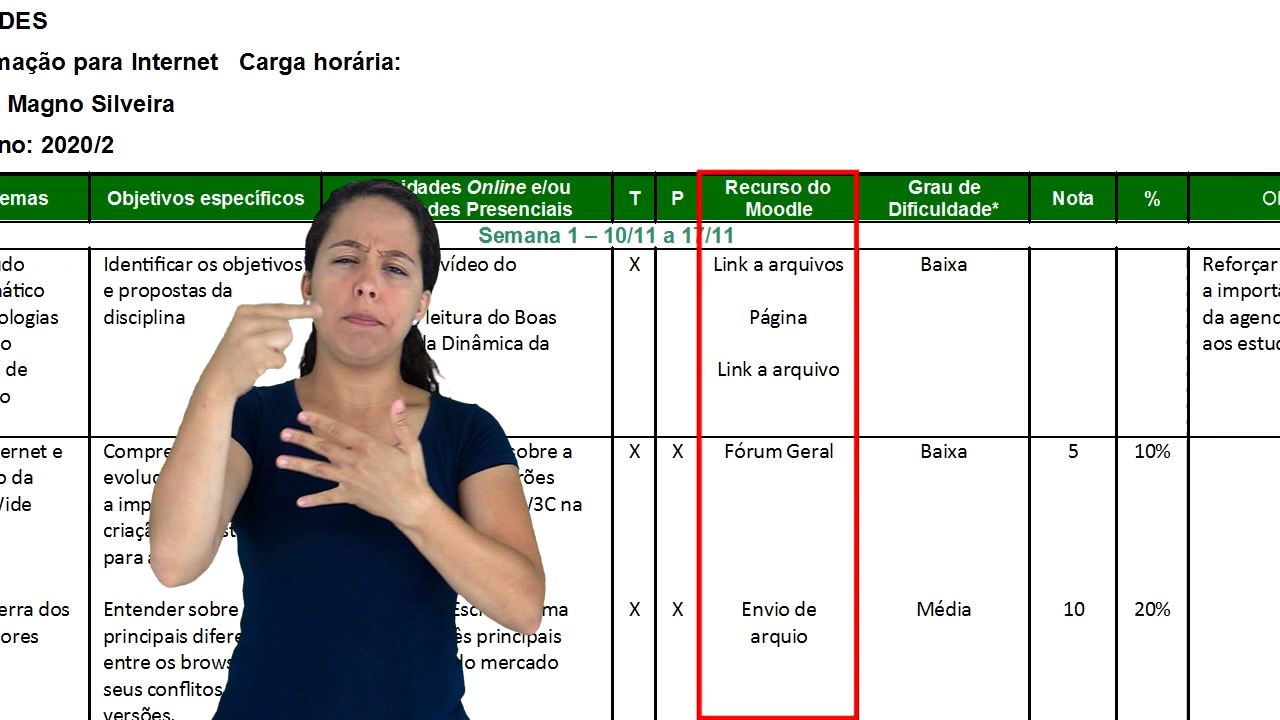 DES
mação para Internet Carga horária:
Magno Silveira
no: 2020/2
emas
Objetivos específicos
idades Online e/ou
des Presenciais
T
P
Recurso do
Moodle
Grau de
Dificuldade*
Nota
%
Semana 1 – 10/11 a 17/11
do
ático
ologias
o
de
o
Identificar os objetivos
e propostas da
disciplina
vídeo do
leitura do Boas
da Dinâmica da
X
Link a arquivos
Página
Link a arquivo
Baixa
Reforçar
a importâ
da agend
aos estud
ernet e
o da
Vide
Compre
evoluç
a imp
criaç
para a
sobre a
rões
W3C na
X
X
Fórum Geral
Baixa
5
10%
erra dos
ores
Entender sobre
principais difere
entre os brows
seus conflitos
versões.
Escr ma
ês principais
do mercado
X
X
Envio de
arquio
Média
10
20%